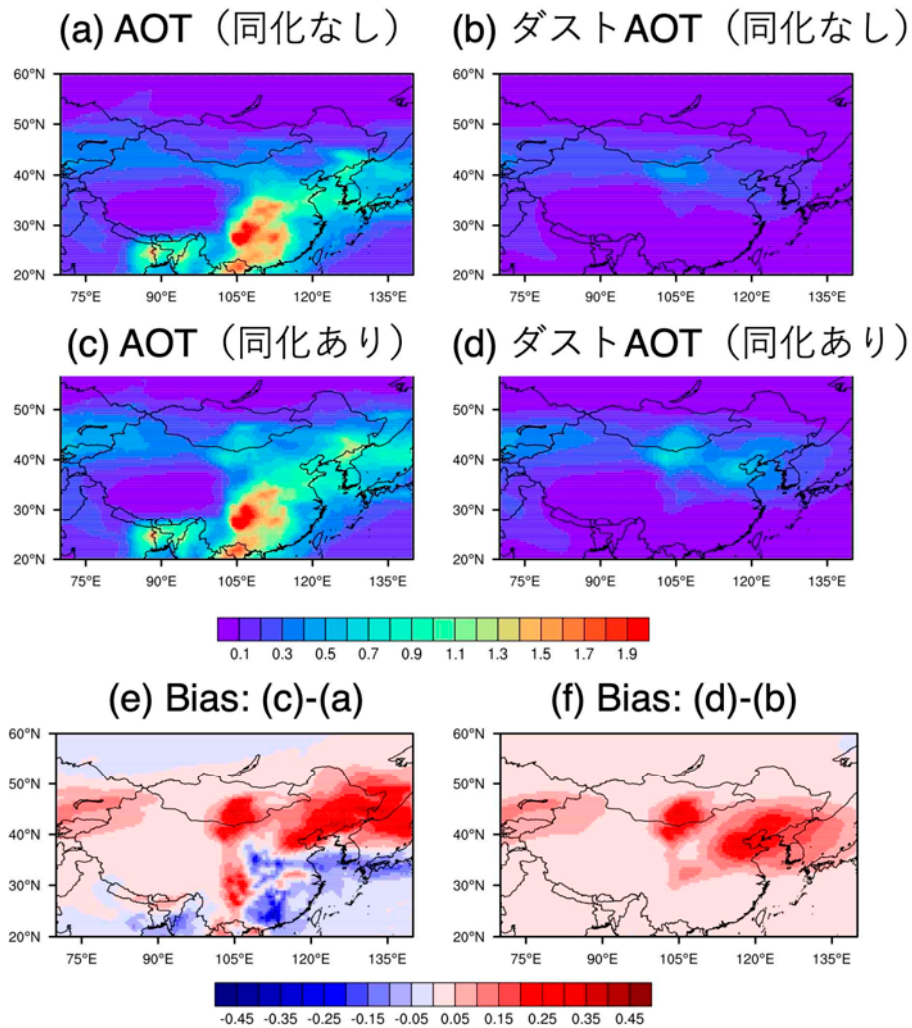 (a) AOT（同化なし）
(b) ダストAOT（同化なし）
60°N
50°N
40°N
30°N
20°N
75°E 90°E 105°E 120°E 135°E
60°N
50°N
40°N
30°N
20°N
75°E 90°E 105°E 120°E 135°E
(c) AOT（同化あり）
(d) ダストAOT（同化あり）
50°N
40°N
30°N
20°N
75°E 90°E 105°E 120°E 135°E
50°N
40°N
30°N
20°N
75°E 90°E 105°E 120°E 135°E
0.1 0.3 0.5 0.7 0.9 1.1 1.3 1.5 1.7 1.9
(e) Bias: (c)-(a)
(f) Bias: (d)-(b)
60°N
50°N
40°N
30°N
20°N
75°E 90°E 105°E 120°E 135°E
60°N
50°N
40°N
30°N
20°N
75°E 90°E 105°E 120°E 135°E
-0.45 -0.35 -0.25 -0.15 -0.05 0.05 0.15 0.25 0.35 0.45